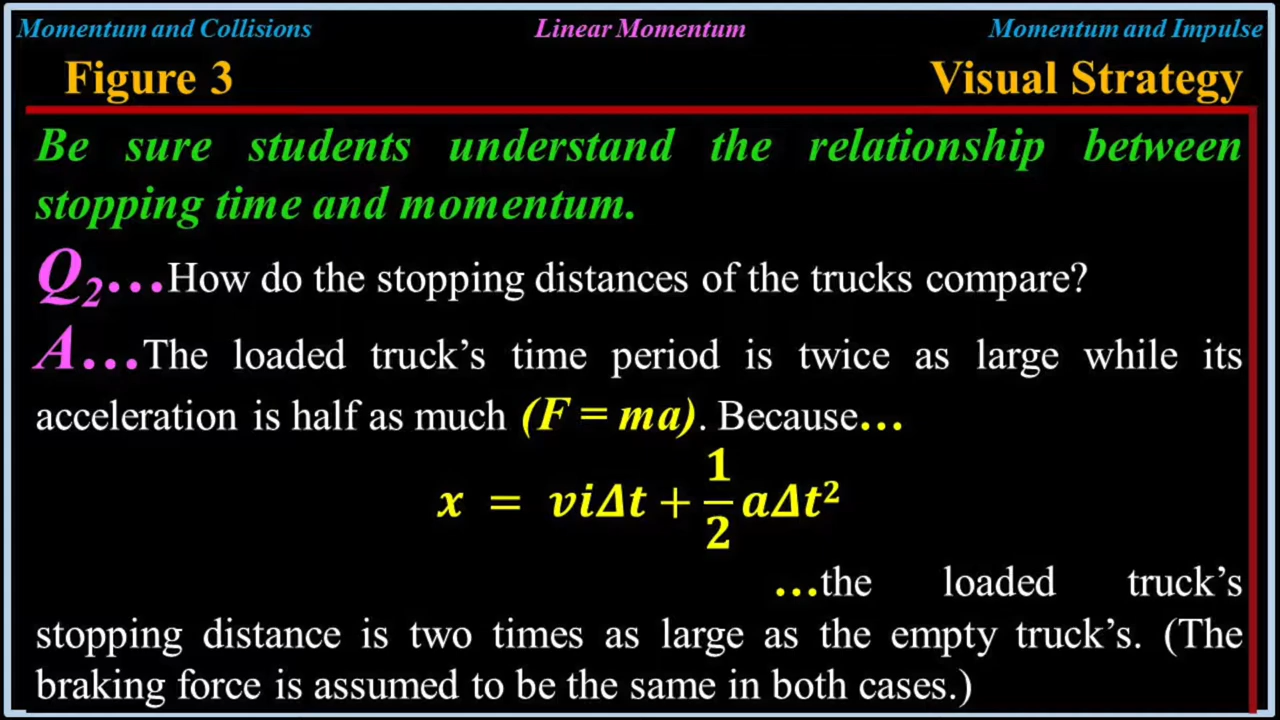 Momentum and Collisions Linear Momentum Momentum and Impulse
Figure 3 Visual Strategy
Be sure students understand the relationship between
stopping time and momentum.
Q₂…How do the stopping distances of the trucks compare?
A…The loaded truck’s time period is twice as large while its
acceleration is half as much (F = ma). Because…
x = viΔt + 1/2 aΔt²
…the loaded truck’s
stopping distance is two times as large as the empty truck’s. (The
braking force is assumed to be the same in both cases.)